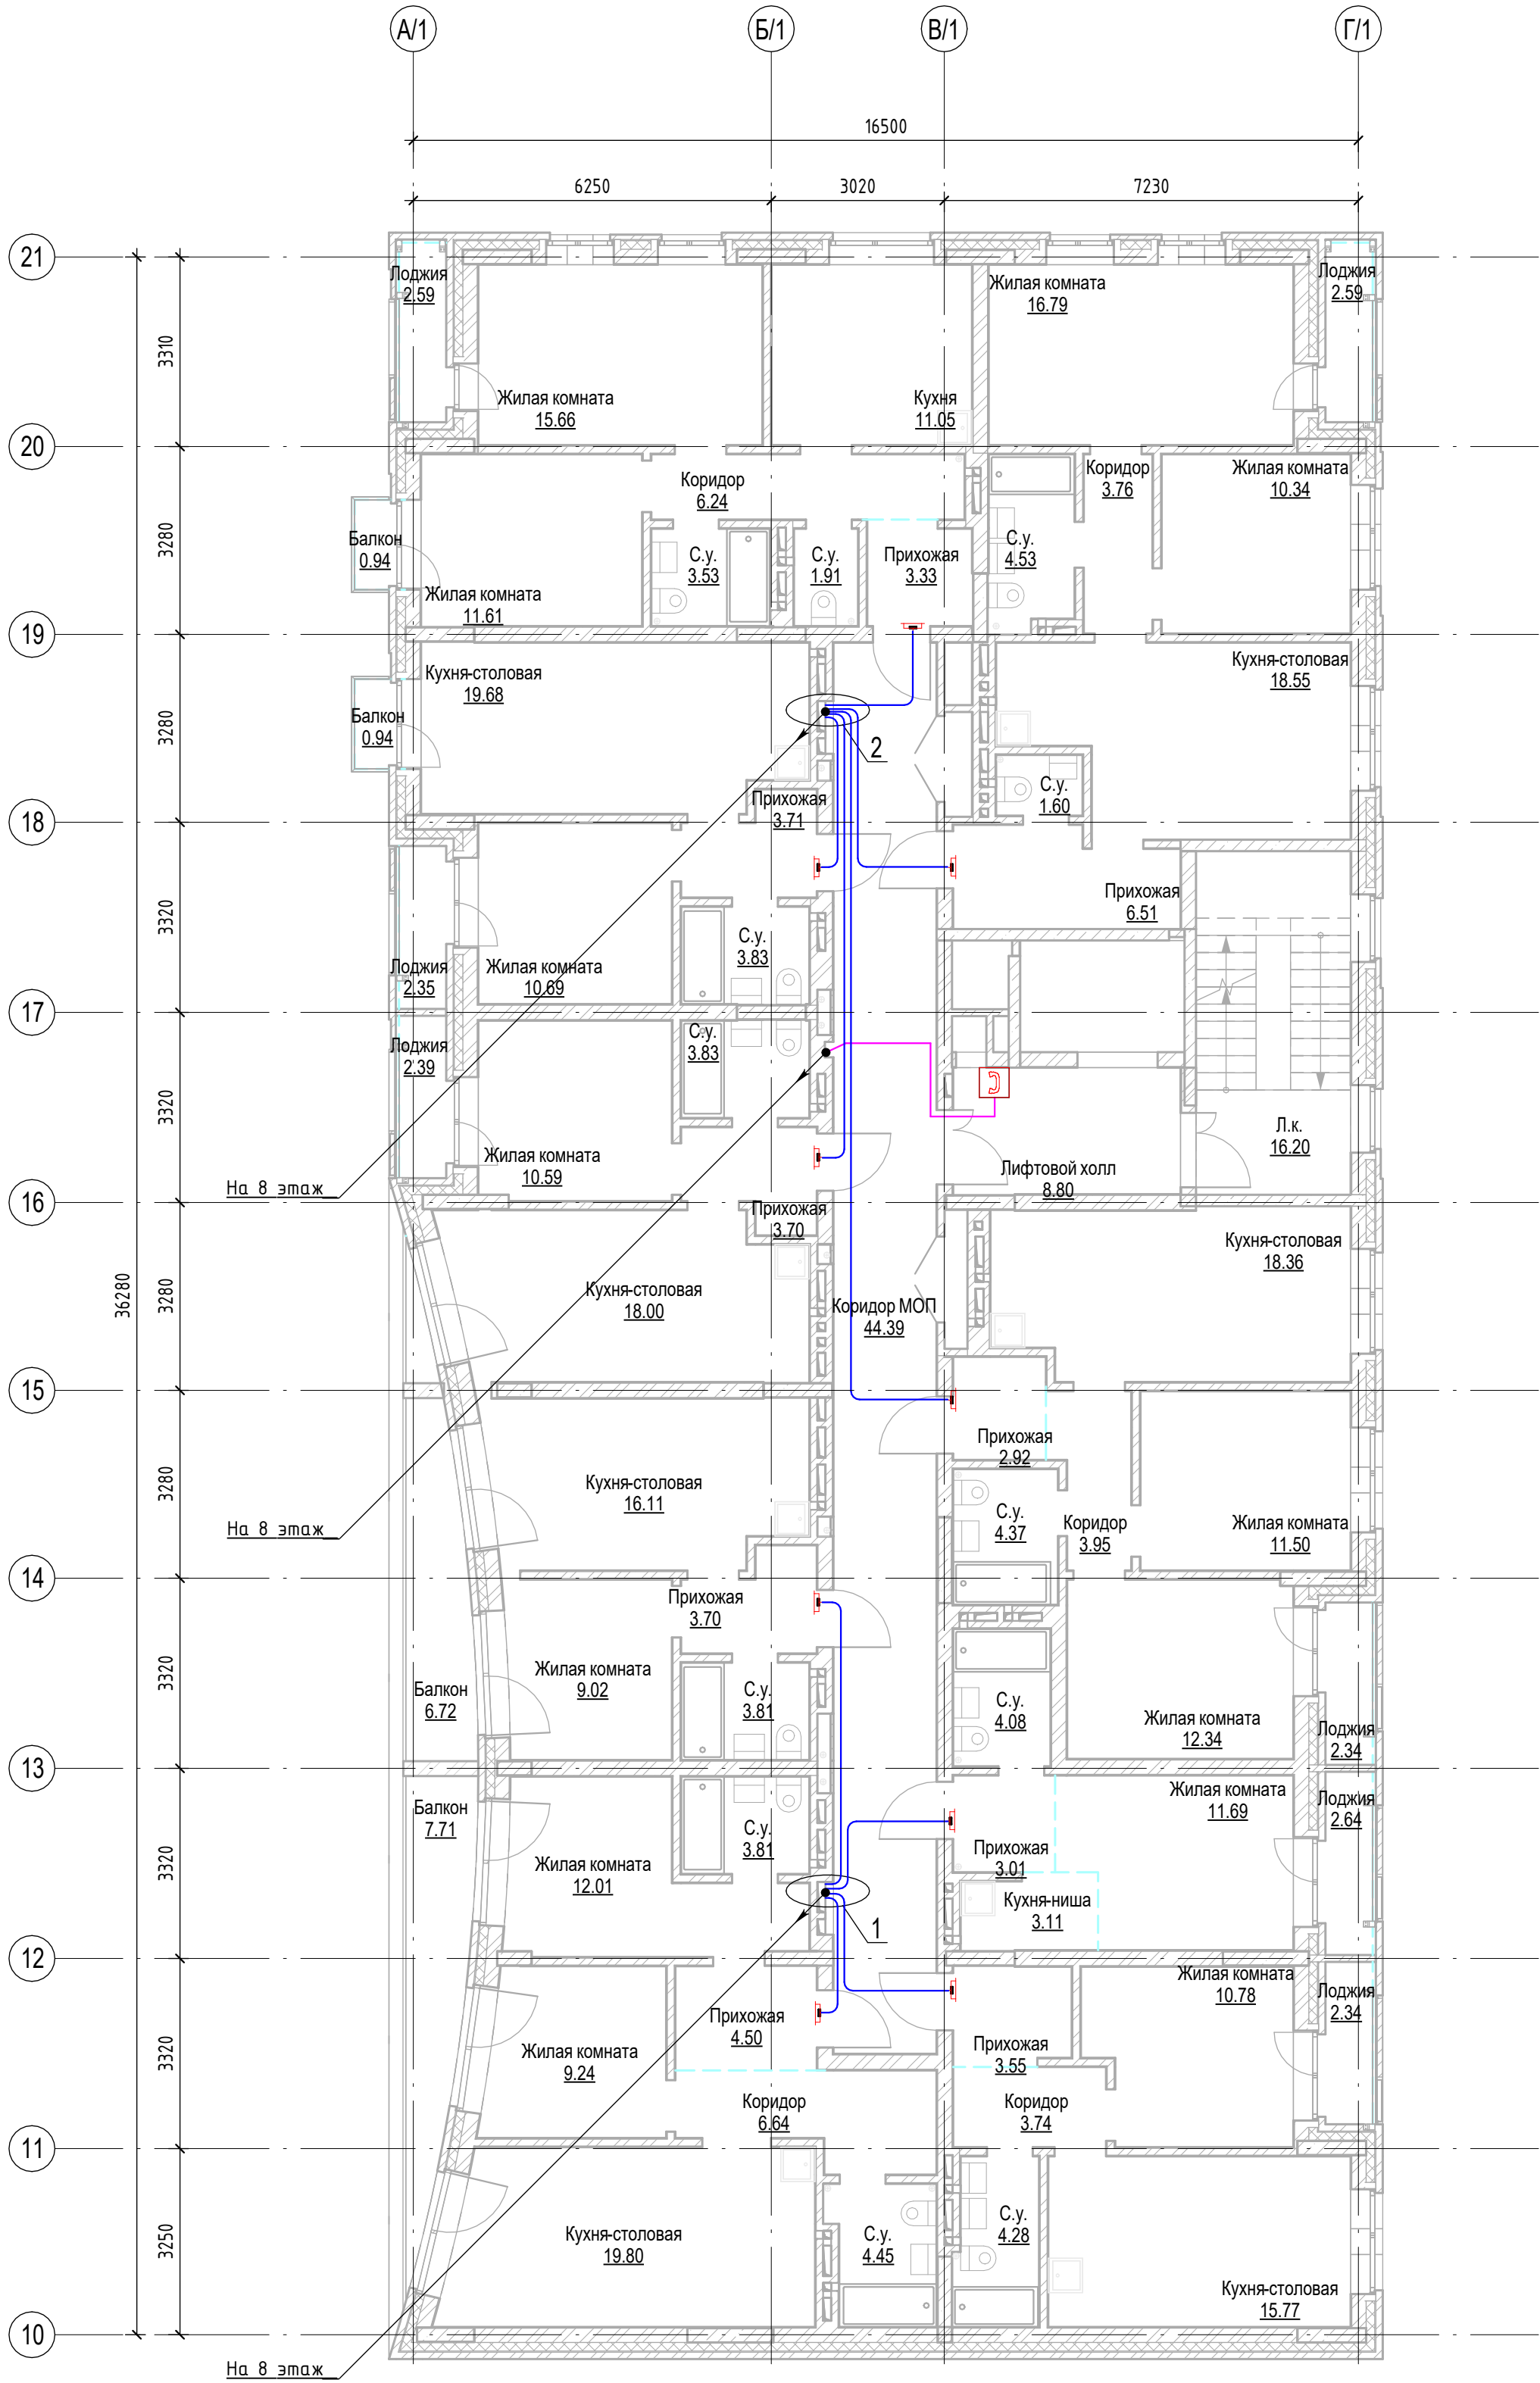 А/1
Б/1
В/1
Г/1
16500
6250
3020
7230
21
Лоджия
2.59
Жилая комната
16.79
Лоджия
2.59
3310
Жилая комната
15.66
Кухня
11.05
20
Коридор
6.24
Коридор
3.76
Жилая комната
10.34
3280
Балкон
0.94
С.у.
3.53
С.у.
1.91
Прихожая
3.33
С.у.
4.53
Жилая комната
11.61
19
Кухня-столовая
19.68
Кухня-столовая
18.55
3280
Балкон
0.94
2
Прихожая
3.71
С.у.
1.60
18
Прихожая
6.51
3320
С.у.
3.83
Лоджия
2.35
Жилая комната
10.69
17
С.у.
3.83
Лоджия
2.39
3320
Жилая комната
10.59
Л.к.
16.20
Лифтовой холл
8.80
На 8 этаж
16
Прихожая
3.70
Кухня-столовая
18.36
36280
3280
Кухня-столовая
18.00
Коридор МОП
44.39
15
Прихожая
2.92
3280
Кухня-столовая
16.11
С.у.
4.37
Коридор
3.95
Жилая комната
11.50
На 8 этаж
14
Прихожая
3.70
3320
Жилая комната
9.02
Балкон
6.72
С.у.
3.81
С.у.
4.08
Жилая комната
12.34
Лоджия
2.34
13
Жилая комната
11.69
Лоджия
2.64
Балкон
7.71
3320
С.у.
3.81
Жилая комната
12.01
Прихожая
3.01
Кухня-ниша
3.11
1
12
Жилая комната
10.78
Лоджия
2.34
Прихожая
4.50
3320
Жилая комната
9.24
Прихожая
3.55
Коридор
6.64
Коридор
3.74
11
3250
Кухня-столовая
19.80
С.у.
4.45
С.у.
4.28
Кухня-столовая
15.77
10
На 8 этаж